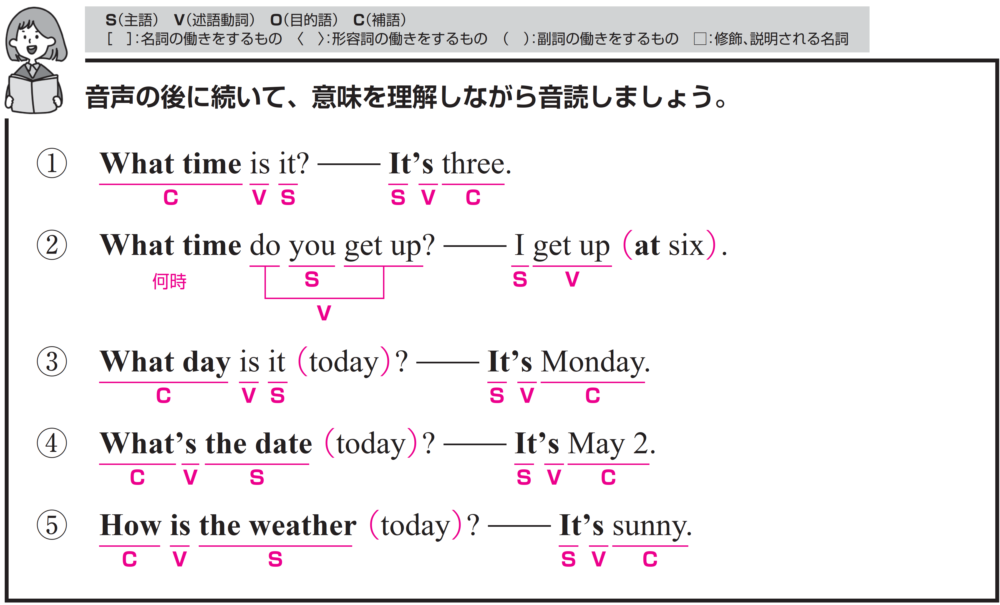 S（主語）　V（述語動詞）　O（目的語）　C（補語）
［　］：名詞の働きをするもの　〈　〉：形容詞の働きをするもの　（　）：副詞の働きをするもの　□：修飾、説明される名詞
音声の後に続いて、意味を理解しながら音読しましょう。
① What time is it? —— It’s three.
C V S S V C
② What time do you get up? —— I get up （at six）.
何時 S S V
V
③ What day is it （today）? —— It’s Monday.
C V S S V C
④ What’s the date （today）? —— It’s May 2.
C V S S V C
⑤ How is the weather （today）? —— It’s sunny.
C V S S V C